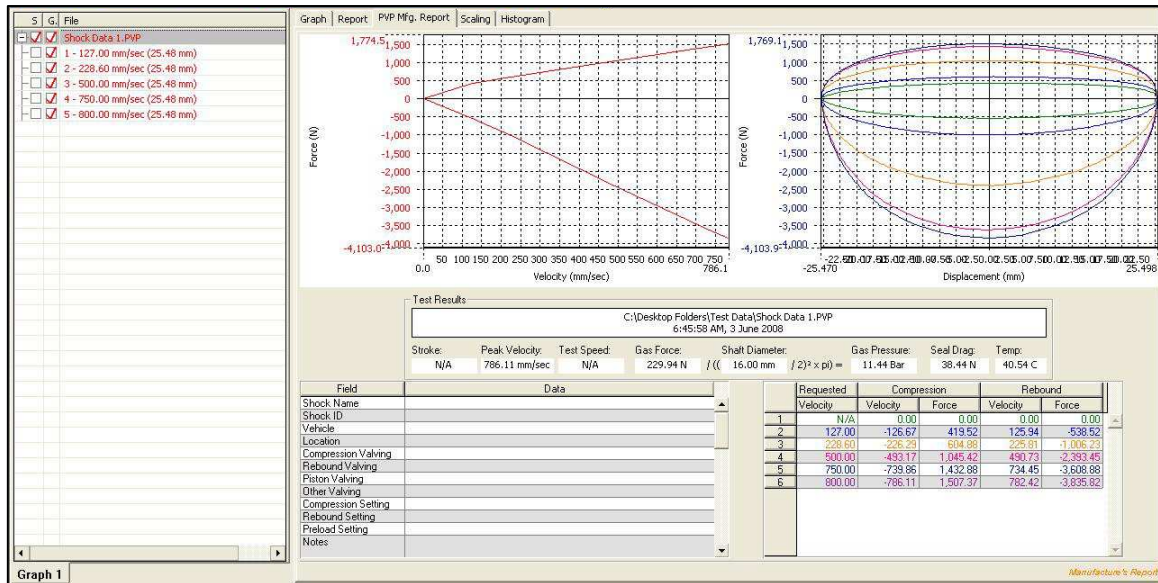 S G. File
Shock Data 1.PVP
1 - 127.00 mm/sec (25.48 mm)
2 - 228.60 mm/sec (25.48 mm)
3 - 500.00 mm/sec (25.48 mm)
4 - 750.00 mm/sec (25.48 mm)
5 - 800.00 mm/sec (25.48 mm)
Graph 1
Graph Report PVP Mfg. Report Scaling Histogram
1,774.5
1,500
1,000
500
0
-500
-1,000
-1,500
-2,000
-2,500
-3,000
-3,500
-4,000
-4,103.0
Force (N)
50 100 150 200 250 300 350 400 450 500 550 600 650 700 750
0.0 786.1
Velocity (mm/sec)
1,769.1
1,500
1,000
500
0
-500
-1,000
-1,500
-2,000
-2,500
-3,000
-3,500
-4,000
-4,103.9
Force (N)
-25.470 25.498
Displacement (mm)
Test Results
C:\Desktop Folders\Test Data\Shock Data 1.PVP
6:45:58 AM, 3 June 2008
Stroke: Peak Velocity: Test Speed: Gas Force: Shaft Diameter: Gas Pressure: Seal Drag: Temp:
N/A 786.11 mm/sec N/A 229.94 N / (( 16.00 mm / 2)² x pi) = 11.44 Bar 38.44 N 40.54 C
Field Data
Shock Name
Shock ID
Vehicle
Location
Compression Valving
Rebound Valving
Piston Valving
Other Valving
Compression Setting
Rebound Setting
Preload Setting
Notes
Requested Compression Rebound
Velocity Velocity Force Velocity Force
1 N/A 0.00 0.00 0.00 0.00
2 127.00 -126.67 419.52 125.94 -538.52
3 228.60 -226.29 604.88 225.81 -1,006.23
4 500.00 -493.17 1,045.42 490.73 -2,393.45
5 750.00 -739.86 1,432.88 734.45 -3,608.88
6 800.00 -786.11 1,507.37 782.42 -3,835.82
Manufacture's Report